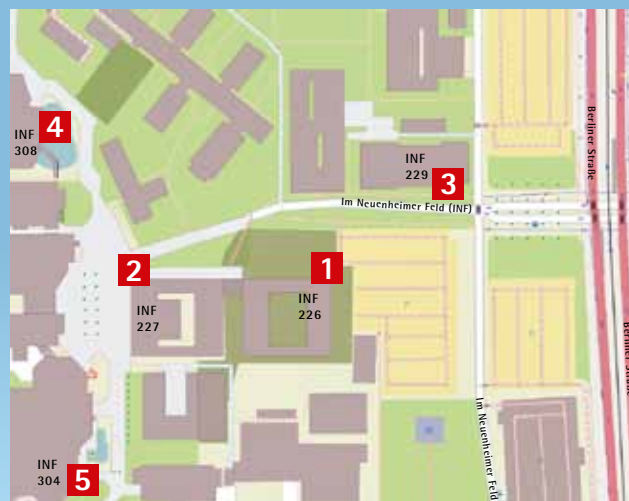 4
INF
308
Berliner Straße
INF
229
3
Im Neuenheimer Feld (INF)
2
1
INF
226
INF
227
Berliner Straße
Im Neuenheimer Feld
INF
304
5